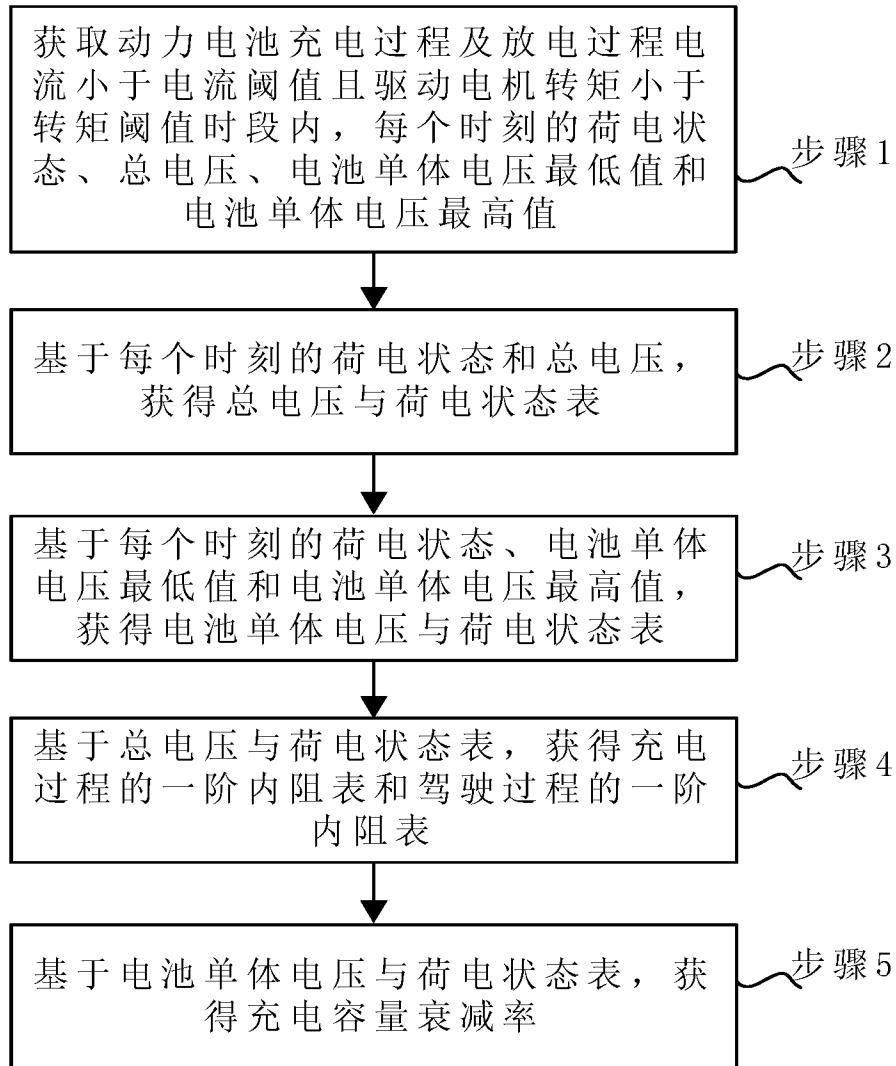 获取动力电池充电过程及放电过程电
流小于电流阈值且驱动电机转矩小于
转矩阈值时段内，每个时刻的荷电状
态、总电压、电池单体电压最低值和
电池单体电压最高值
步骤1
基于每个时刻的荷电状态和总电压，
获得总电压与荷电状态表
步骤2
基于每个时刻的荷电状态、电池单体
电压最低值和电池单体电压最高值，
获得电池单体电压与荷电状态表
步骤3
基于总电压与荷电状态表，获得充电
过程的一阶内阻表和驾驶过程的一阶
内阻表
步骤4
基于电池单体电压与荷电状态表，获
得充电容量衰减率
步骤5